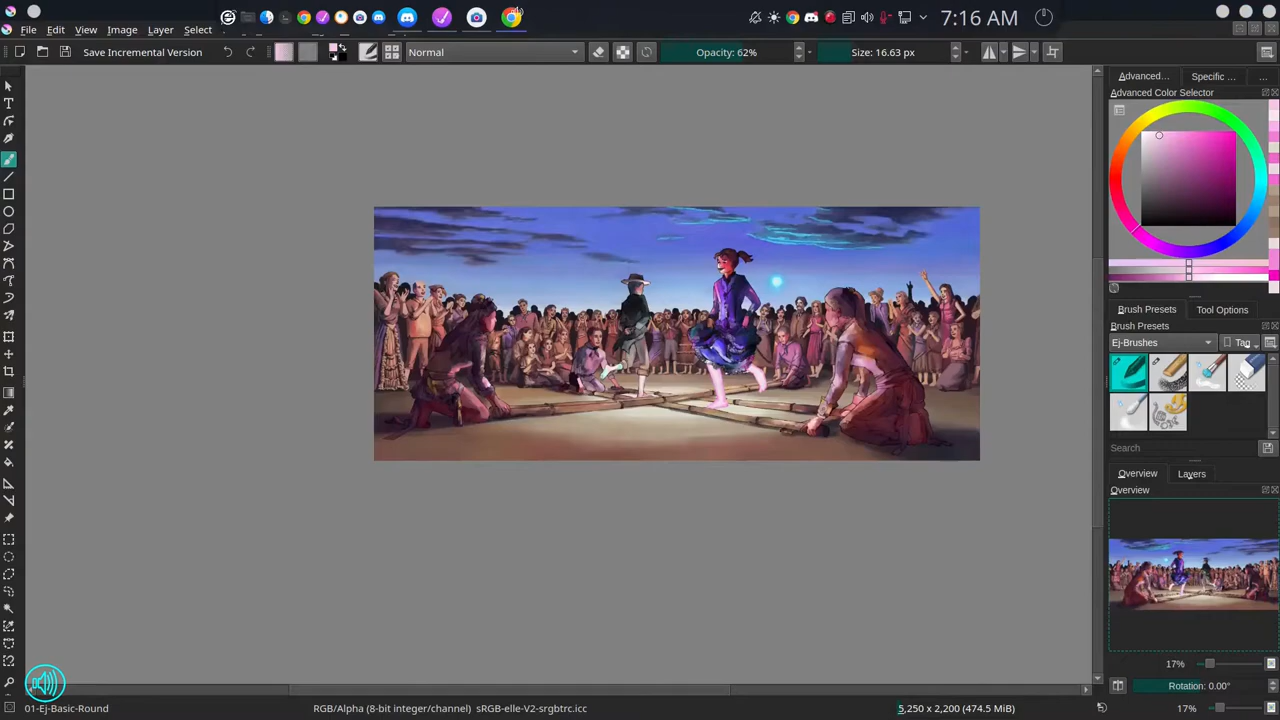 7:16 AM
File Edit View Image Layer Select
Save Incremental Version
Normal
Opacity: 62%
Size: 16.63 px
Advanced...
Specific ...
...
Advanced Color Selector
Brush Presets
Tool Options
Brush Presets
Ej-Brushes
Tag
Search
Overview
Layers
Overview
17%
Rotation: 0.00°
01-Ej-Basic-Round
RGB/Alpha (8-bit integer/channel) sRGB-elle-V2-srgbtrc.icc
5,250 x 2,200 (474.5 MiB)
17%